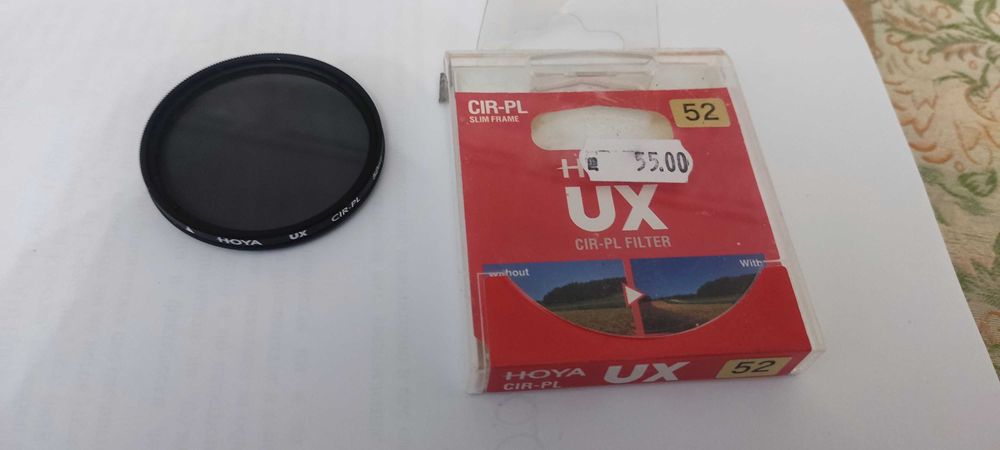 HOYA UX CIR-PL
CIR-PL
SLIM FRAME
52
55.00
UX
CIR-PL FILTER
Without
With
HOYA UX 52
CIR-PL